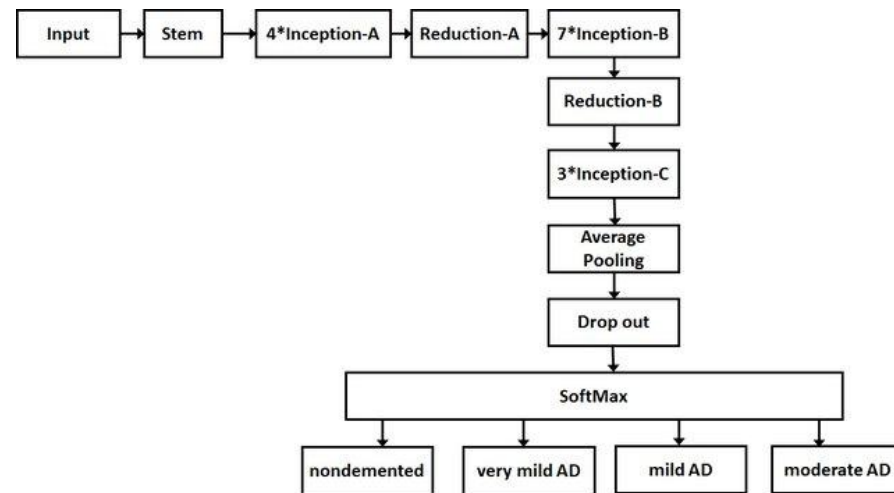 Input
Stem
4*Inception-A
Reduction-A
7*Inception-B
Reduction-B
3*Inception-C
Average
Pooling
Drop out
SoftMax
nondemented
very mild AD
mild AD
moderate AD